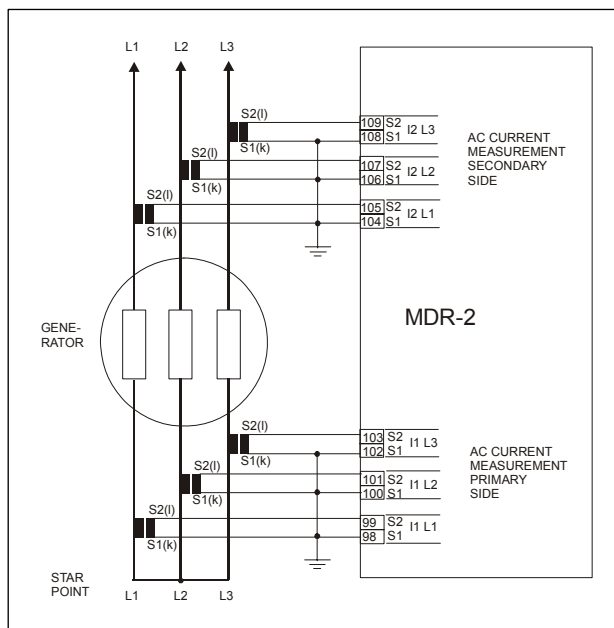 L1 L2 L3
S2(l)
S1(k)
109 S2 I2 L3
108 S1
S2(l)
S1(k)
107 S2 I2 L2
106 S1
S2(l)
S1(k)
105 S2 I2 L1
104 S1
AC CURRENT
MEASUREMENT
SECONDARY
SIDE
GENE-
RATOR
MDR-2
S2(l)
S1(k)
103 S2 I1 L3
102 S1
S2(l)
S1(k)
101 S2 I1 L2
100 S1
S2(l)
S1(k)
99 S2 I1 L1
98 S1
AC CURRENT
MEASUREMENT
PRIMARY
SIDE
STAR
POINT
L1 L2 L3